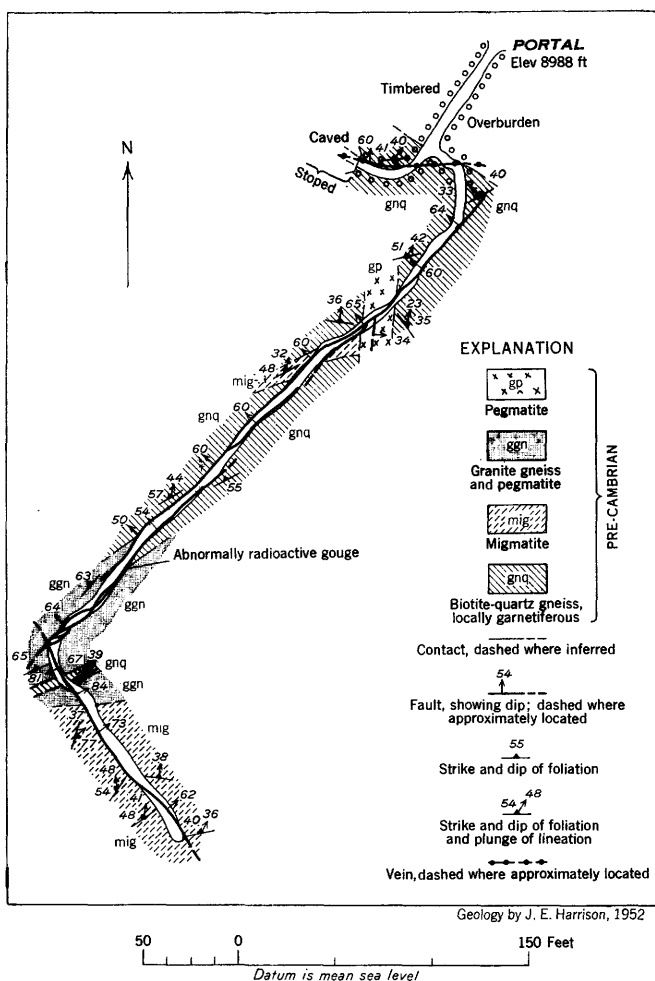 PORTAL
Elev 8988 ft
Timbered
Overburden
Caved
60
41
40
Stoped
N
40
33
gnq
gnq
64
42
51
60
gp
36
65
23
35
34
60
32
48
mig
gnq
60
gnq
60
44
55
57
54
50
Abnormally radioactive gouge
ggn
63
ggn
64
65
39
67
gnq
81
84
ggn
37
73
mig
77
38
48
54
62
41
36
48
40
mig
EXPLANATION
gp
Pegmatite
ggn
Granite gneiss
and pegmatite
mig
Migmatite
gnq
Biotite-quartz gneiss,
locally garnetiferous
PRE-CAMBRIAN
Contact, dashed where inferred
54
Fault, showing dip; dashed where
approximately located
55
Strike and dip of foliation
54 48
Strike and dip of foliation
and plunge of lineation
Vein, dashed where approximately located
Geology by J. E. Harrison, 1952
50 0 150 Feet
Datum is mean sea level